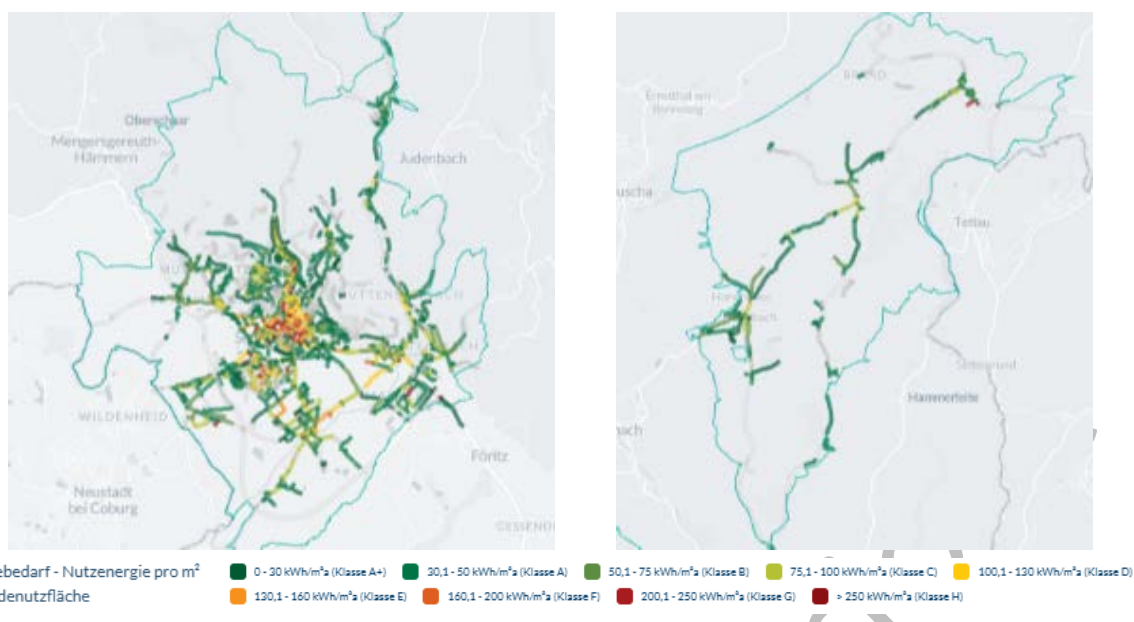 Mengersgereuth-
Hämmern
Judenbach
WILDENHEID
Neustadt
bei Coburg
Föritz
Ernstthal am
Rennweg
Tettau
Hammerleite
ebedarf - Nutzenergie pro m²
denutzfläche
0 - 30 kWh/m²a (Klasse A+)
30,1 - 50 kWh/m²a (Klasse A)
50,1 - 75 kWh/m²a (Klasse B)
75,1 - 100 kWh/m²a (Klasse C)
100,1 - 130 kWh/m²a (Klasse D)
130,1 - 160 kWh/m²a (Klasse E)
160,1 - 200 kWh/m²a (Klasse F)
200,1 - 250 kWh/m²a (Klasse G)
> 250 kWh/m²a (Klasse H)